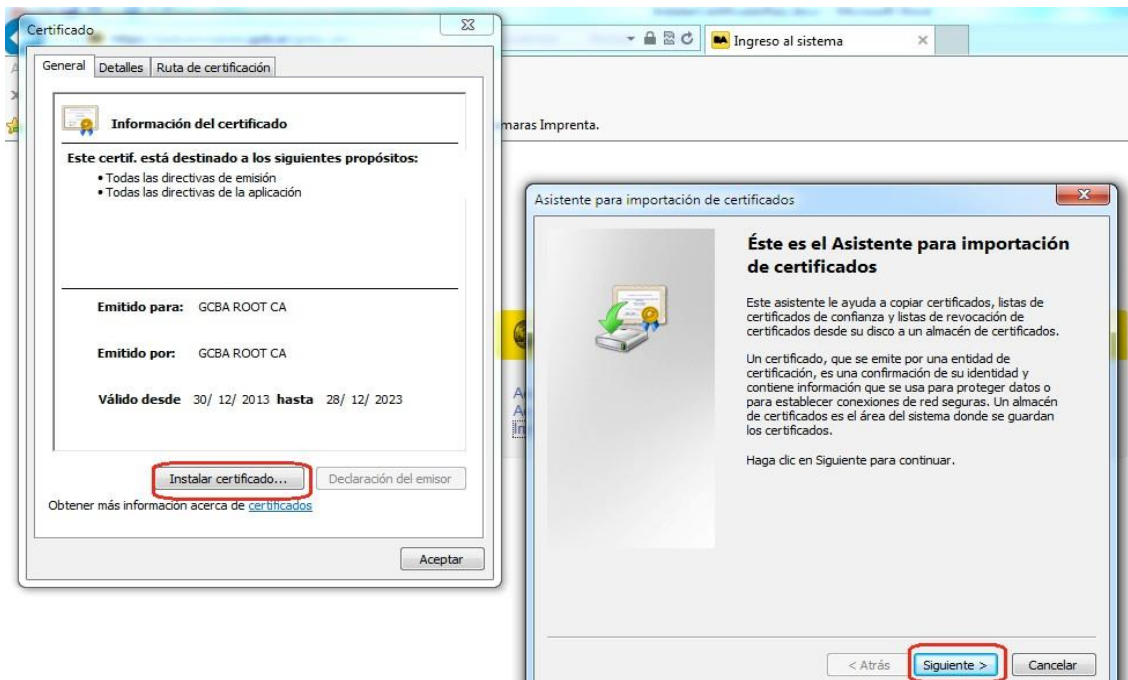 Certificado
General Detalles Ruta de certificación
Información del certificado
Este certif. está destinado a los siguientes propósitos:
• Todas las directivas de emisión
• Todas las directivas de la aplicación
Emitido para: GCBA ROOT CA
Emitido por: GCBA ROOT CA
Válido desde 30/ 12/ 2013 hasta 28/ 12/ 2023
Instalar certificado... Declaración del emisor
Obtener más información acerca de certificados
Aceptar
BA Ingreso al sistema
maras Imprenta.
Asistente para importación de certificados
Éste es el Asistente para importación
de certificados
Este asistente le ayuda a copiar certificados, listas de
certificados de confianza y listas de revocación de
certificados desde su disco a un almacén de certificados.
Un certificado, que se emite por una entidad de
certificación, es una confirmación de su identidad y
contiene información que se usa para proteger datos o
para establecer conexiones de red seguras. Un almacén
de certificados es el área del sistema donde se guardan
los certificados.
Haga clic en Siguiente para continuar.
< Atrás Siguiente > Cancelar